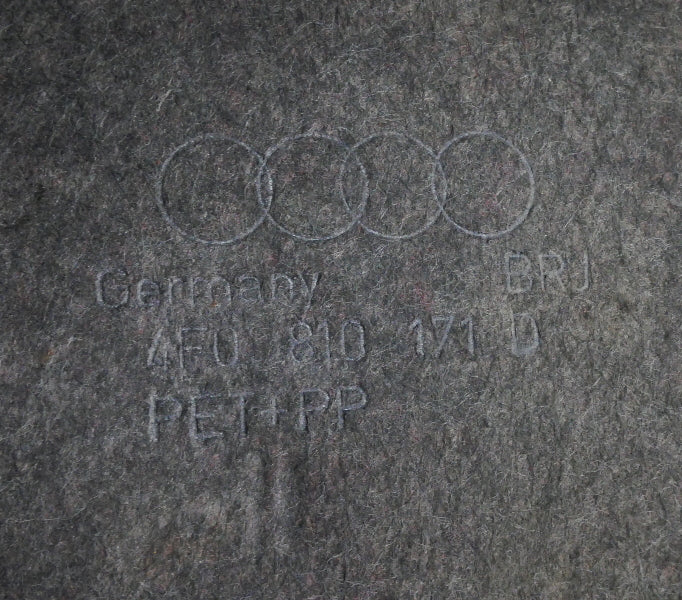 Germany BRJ
4F0 810 171 D
PET+PP